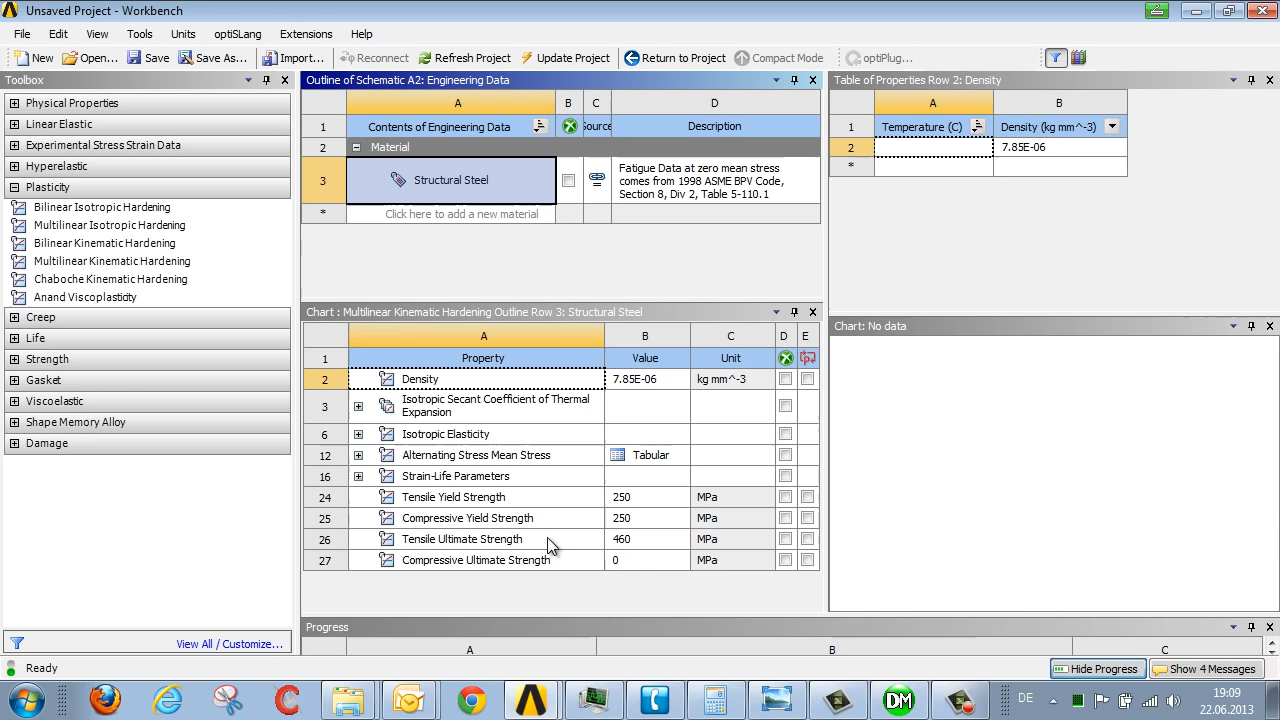 Unsaved Project - Workbench
File Edit View Tools Units optiSLang Extensions Help
New Open... Save Save As... Import... Reconnect Refresh Project Update Project Return to Project Compact Mode optiPlug...
Toolbox
Physical Properties
Linear Elastic
Experimental Stress Strain Data
Hyperelastic
Plasticity
Bilinear Isotropic Hardening
Multilinear Isotropic Hardening
Bilinear Kinematic Hardening
Multilinear Kinematic Hardening
Chaboche Kinematic Hardening
Anand Viscoplasticity
Creep
Life
Strength
Gasket
Viscoelastic
Shape Memory Alloy
Damage
View All / Customize...
Outline of Schematic A2: Engineering Data
A B C D
1 Contents of Engineering Data Source Description
2 Material
3 Structural Steel
Fatigue Data at zero mean stress
comes from 1998 ASME BPV Code,
Section 8, Div 2, Table 5-110.1
* Click here to add a new material
Chart : Multilinear Kinematic Hardening Outline Row 3: Structural Steel
A B C D E
1 Property Value Unit
2 Density 7.85E-06 kg mm^-3
3 Isotropic Secant Coefficient of Thermal
Expansion
6 Isotropic Elasticity
12 Alternating Stress Mean Stress Tabular
16 Strain-Life Parameters
24 Tensile Yield Strength 250 MPa
25 Compressive Yield Strength 250 MPa
26 Tensile Ultimate Strength 460 MPa
27 Compressive Ultimate Strength 0 MPa
Table of Properties Row 2: Density
A B
1 Temperature (C) Density (kg mm^-3)
2 7.85E-06
*
Chart: No data
Progress
A B C
Ready
Hide Progress Show 4 Messages
DM
DE
19:09
22.06.2013